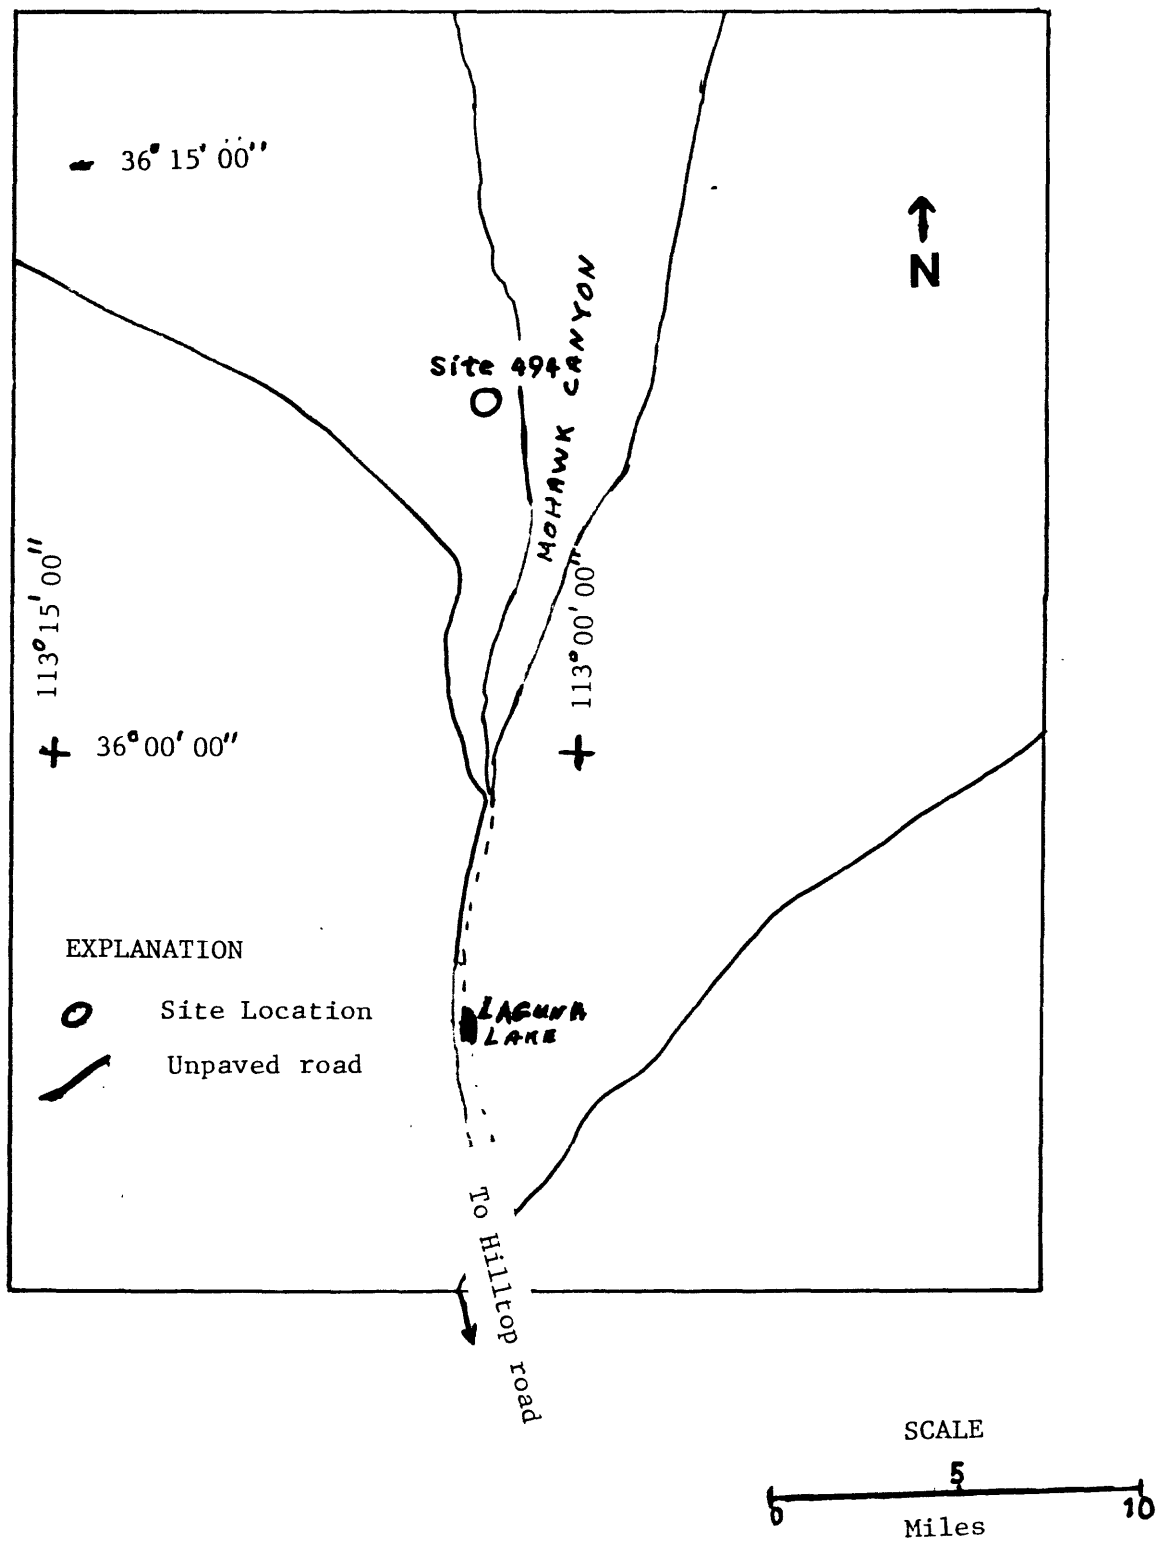 36° 15' 00"
N
Site 494
MOHAWK CANYON
113° 15' 00"
113° 00' 00"
36° 00' 00"
EXPLANATION
Site Location
Unpaved road
LAGUNA
LAKE
To Hilltop road
SCALE
5
0 10
Miles